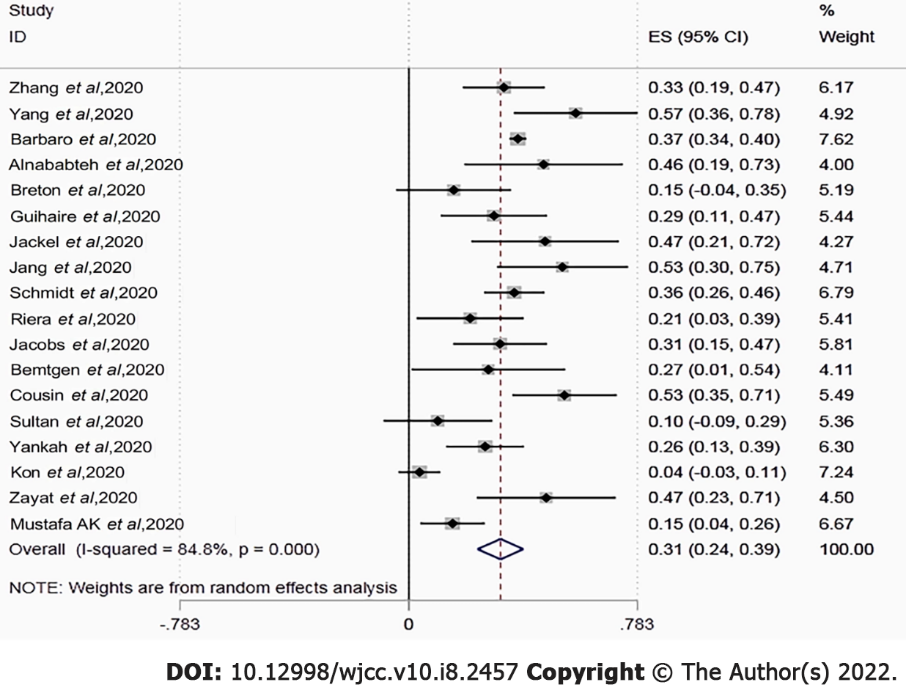 Study %
ID ES (95% CI) Weight
Zhang et al,2020 0.33 (0.19, 0.47) 6.17
Yang et al,2020 0.57 (0.36, 0.78) 4.92
Barbaro et al,2020 0.37 (0.34, 0.40) 7.62
Alnababteh et al,2020 0.46 (0.19, 0.73) 4.00
Breton et al,2020 0.15 (-0.04, 0.35) 5.19
Guihaire et al,2020 0.29 (0.11, 0.47) 5.44
Jackel et al,2020 0.47 (0.21, 0.72) 4.27
Jang et al,2020 0.53 (0.30, 0.75) 4.71
Schmidt et al,2020 0.36 (0.26, 0.46) 6.79
Riera et al,2020 0.21 (0.03, 0.39) 5.41
Jacobs et al,2020 0.31 (0.15, 0.47) 5.81
Bemtgen et al,2020 0.27 (0.01, 0.54) 4.11
Cousin et al,2020 0.53 (0.35, 0.71) 5.49
Sultan et al,2020 0.10 (-0.09, 0.29) 5.36
Yankah et al,2020 0.26 (0.13, 0.39) 6.30
Kon et al,2020 0.04 (-0.03, 0.11) 7.24
Zayat et al,2020 0.47 (0.23, 0.71) 4.50
Mustafa AK et al,2020 0.15 (0.04, 0.26) 6.67
Overall (I-squared = 84.8%, p = 0.000) 0.31 (0.24, 0.39) 100.00
NOTE: Weights are from random effects analysis
-.783 0 .783
DOI: 10.12998/wjcc.v10.i8.2457 Copyright © The Author(s) 2022.